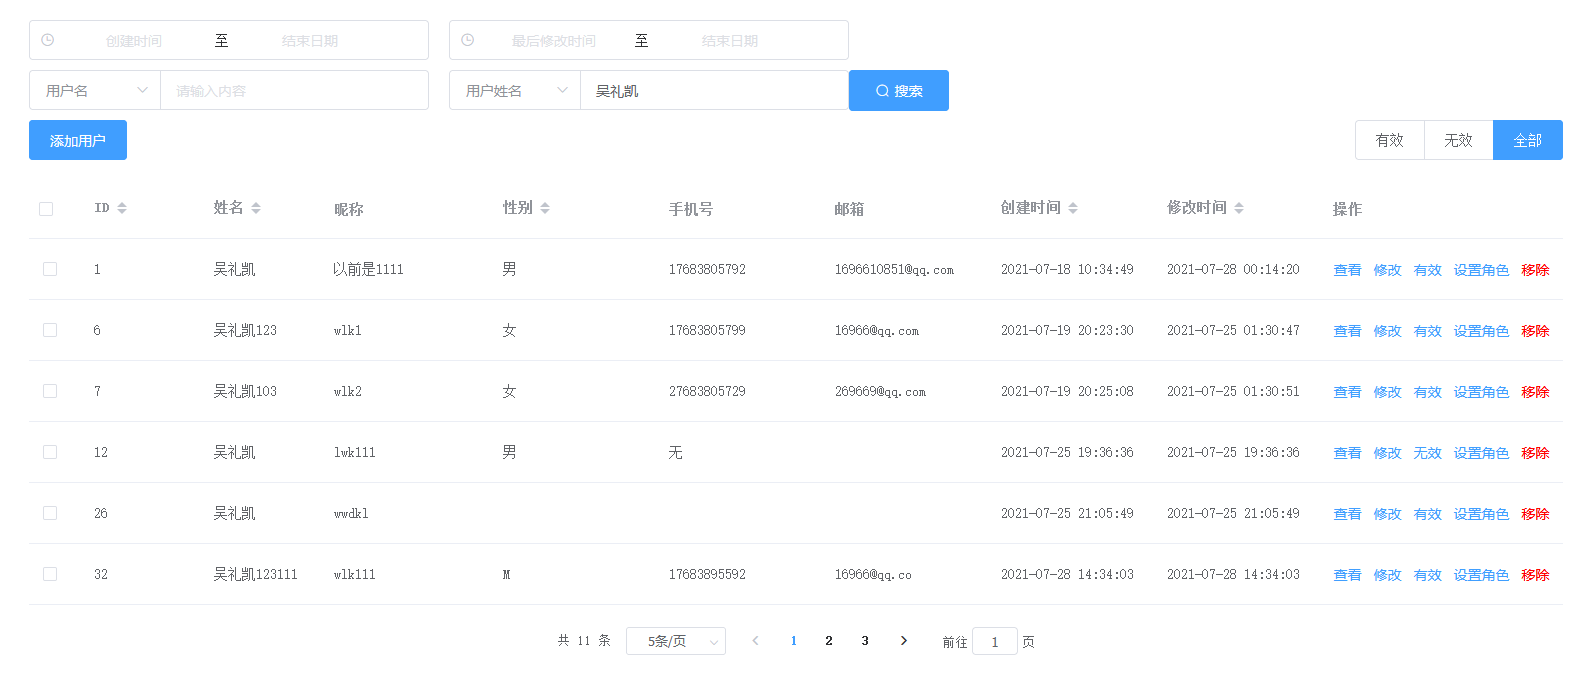 创建时间 至 结束日期 最后修改时间 至 结束日期
用户名 请输入内容 用户姓名 吴礼凯 搜索
添加用户 有效 无效 全部
ID 姓名 昵称 性别 手机号 邮箱 创建时间 修改时间 操作
1 吴礼凯 以前是1111 男 17683805792 1696610851@qq.com 2021-07-18 10:34:49 2021-07-28 00:14:20 查看 修改 有效 设置角色 移除
6 吴礼凯123 wlk1 女 17683805799 16966@qq.com 2021-07-19 20:23:30 2021-07-25 01:30:47 查看 修改 有效 设置角色 移除
7 吴礼凯103 wlk2 女 27683805729 269669@qq.com 2021-07-19 20:25:08 2021-07-25 01:30:51 查看 修改 有效 设置角色 移除
12 吴礼凯 lwk111 男 无 2021-07-25 19:36:36 2021-07-25 19:36:36 查看 修改 无效 设置角色 移除
26 吴礼凯 wwdkl 2021-07-25 21:05:49 2021-07-25 21:05:49 查看 修改 有效 设置角色 移除
32 吴礼凯123111 wlk111 M 17683895592 16966@qq.co 2021-07-28 14:34:03 2021-07-28 14:34:03 查看 修改 有效 设置角色 移除
共 11 条 5条/页 1 2 3 前往 1 页